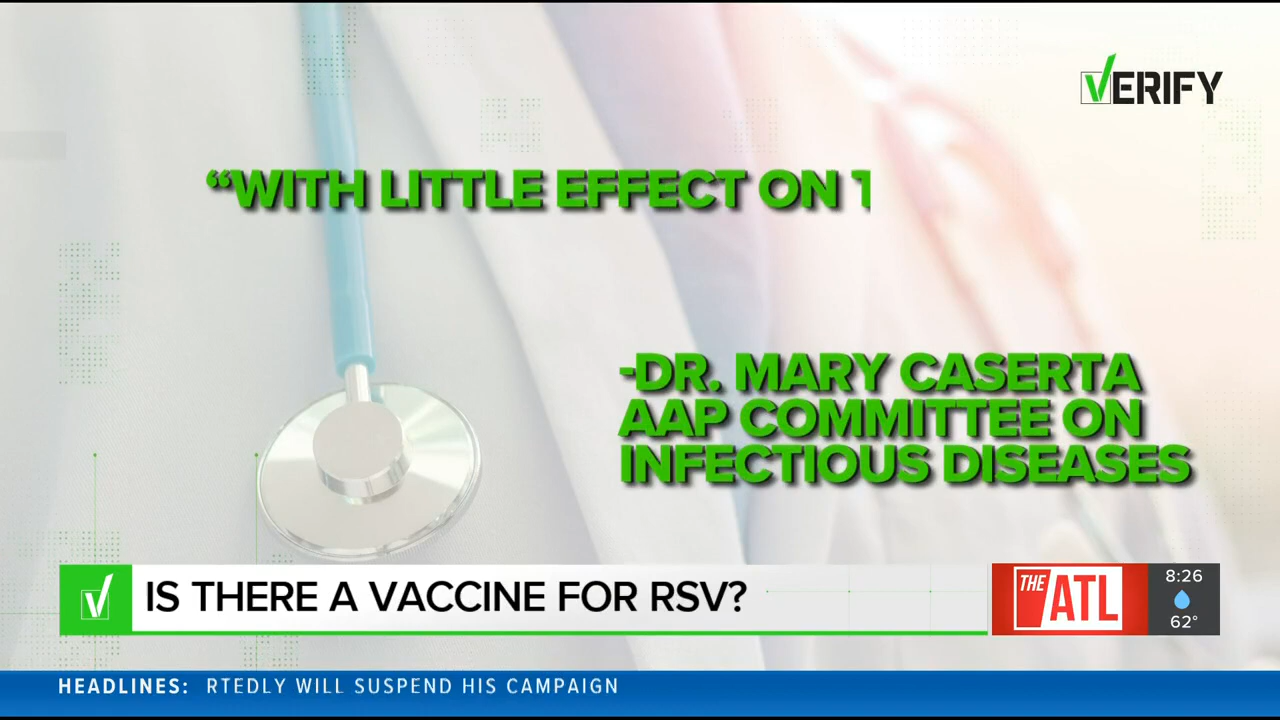 VERIFY
“WITH LITTLE EFFECT ON
-DR. MARY CASERTA
AAP COMMITTEE ON
INFECTIOUS DISEASES
IS THERE A VACCINE FOR RSV?
THE ATL
8:26
62°
HEADLINES: RTEDLY WILL SUSPEND HIS CAMPAIGN